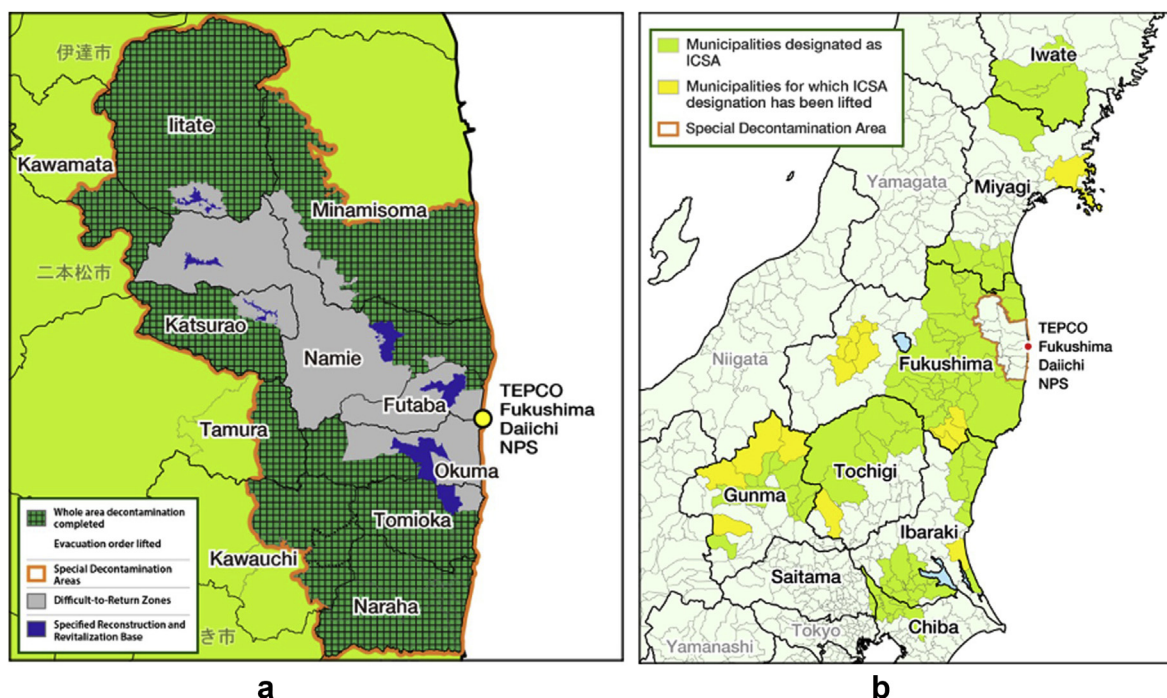 伊達市
Iitate
Kawamata
Minamisoma
二本松市
Katsurao
Namie
Futaba
TEPCO
Fukushima
Daiichi
NPS
Tamura
Okuma
Tomioka
Kawauchi
Naraha
き市
Whole area decontamination
completed
Evacuation order lifted
Special Decontamination
Areas
Difficult-to-Return Zones
Specified Reconstruction and
Revitalization Base
a
Municipalities designated as
ICSA
Municipalities for which ICSA
designation has been lifted
Special Decontamination Area
Iwate
Yamagata
Miyagi
TEPCO
Fukushima
Daiichi
NPS
Niigata
Fukushima
Tochigi
Gunma
Ibaraki
Saitama
Chiba
Tokyo
Yamanashi
b